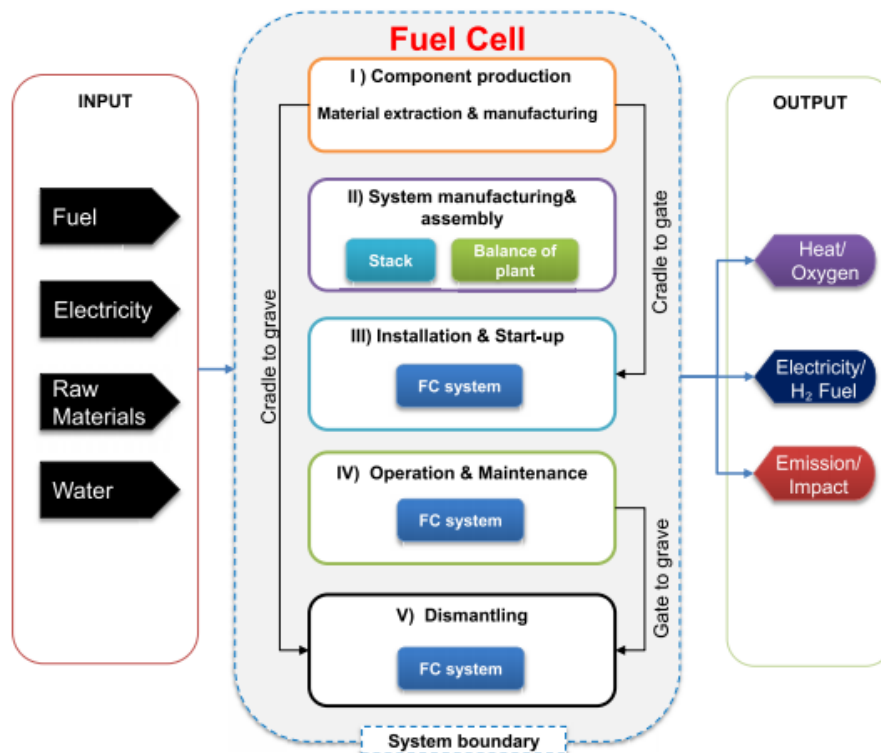 Fuel Cell
INPUT
Fuel
Electricity
Raw
Materials
Water
I ) Component production
Material extraction & manufacturing
II) System manufacturing&
assembly
Stack
Balance of
plant
III) Installation & Start-up
FC system
IV) Operation & Maintenance
FC system
V) Dismantling
FC system
Cradle to grave
Cradle to gate
Gate to grave
System boundary
OUTPUT
Heat/
Oxygen
Electricity/
H₂ Fuel
Emission/
Impact